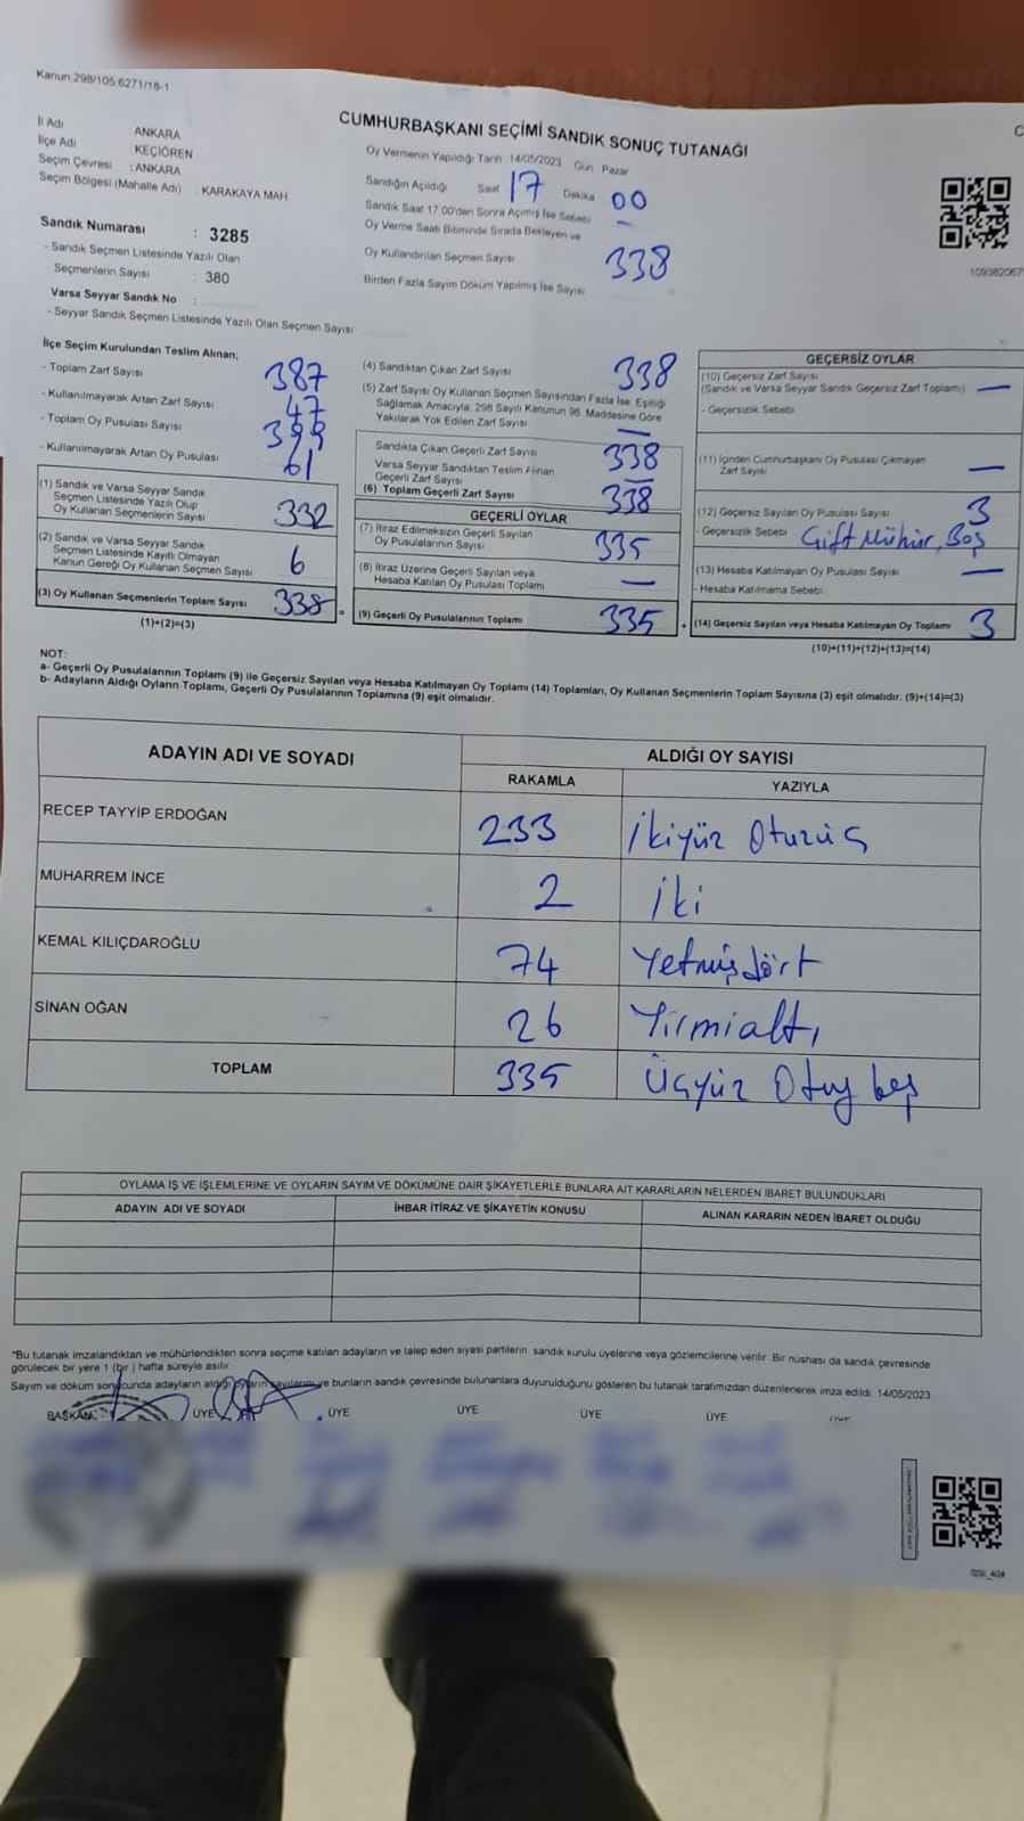 Kanun:298/105 6271/18-1
CUMHURBAŞKANI SEÇİMİ SANDIK SONUÇ TUTANAĞI
İl Adı ANKARA
İlçe Adı KEÇİÖREN
Seçim Çevresi : ANKARA
Seçim Bölgesi (Mahalle Adı) KARAKAYA MAH
Sandık Numarası : 3285
- Sandık Seçmen Listesinde Yazılı Olan
Seçmenlerin Sayısı : 380
Varsa Seyyar Sandık No :
- Seyyar Sandık Seçmen Listesinde Yazılı Olan Seçmen Sayısı
Oy Vermenin Yapıldığı Tarih 14/05/2023 Gün Pazar
Sandığın Açıldığı Saat 17 Dakika 00
Sandık Saat 17.00'den Sonra Açılmış İse Sebebi —
Oy Verme Saati Bitiminde Sırada Bekleyen ve
Oy Kullandırılan Seçmen Sayısı 338
Birden Fazla Sayım Döküm Yapılmış İse Sayısı
İlçe Seçim Kurulundan Teslim Alınan;
- Toplam Zarf Sayısı 387
- Kullanılmayarak Artan Zarf Sayısı 47
- Toplam Oy Pusulası Sayısı 399
- Kullanılmayarak Artan Oy Pusulası 61
(1) Sandık ve Varsa Seyyar Sandık
Seçmen Listesinde Yazılı Olup
Oy Kullanan Seçmenlerin Sayısı 332
(2) Sandık ve Varsa Seyyar Sandık
Seçmen Listesinde Kayıtlı Olmayan
Kanun Gereği Oy Kullanan Seçmen Sayısı 6
(3) Oy Kullanan Seçmenlerin Toplam Sayısı 338
(1)+(2)=(3)
(4) Sandıktan Çıkan Zarf Sayısı 338
(5) Zarf Sayısı Oy Kullanan Seçmen Sayısından Fazla İse, Eşitliği
Sağlamak Amacıyla, 298 Sayılı Kanunun 98. Maddesine Göre
Yakılarak Yok Edilen Zarf Sayısı —
Sandıkta Çıkan Geçerli Zarf Sayısı 338
Varsa Seyyar Sandıktan Teslim Alınan
Geçerli Zarf Sayısı —
(6) Toplam Geçerli Zarf Sayısı 338
GEÇERLİ OYLAR
(7) İtiraz Edilmeksizin Geçerli Sayılan
Oy Pusulalarının Sayısı 335
(8) İtiraz Üzerine Geçerli Sayılan veya
Hesaba Katılan Oy Pusulası Toplamı —
(9) Geçerli Oy Pusulalarının Toplamı 335
GEÇERSİZ OYLAR
(10) Geçersiz Zarf Sayısı
(Sandık ve Varsa Seyyar Sandık Geçersiz Zarf Toplamı) —
- Geçersizlik Sebebi
(11) İçinden Cumhurbaşkanı Oy Pusulası Çıkmayan
Zarf Sayısı —
(12) Geçersiz Sayılan Oy Pusulası Sayısı 3
- Geçersizlik Sebebi Çift Mühür, Boş
(13) Hesaba Katılmayan Oy Pusulası Sayısı —
- Hesaba Katılmama Sebebi
(14) Geçersiz Sayılan veya Hesaba Katılmayan Oy Toplamı 3
(10)+(11)+(12)+(13)=(14)
NOT:
a- Geçerli Oy Pusulalarının Toplamı (9) ile Geçersiz Sayılan veya Hesaba Katılmayan Oy Toplamı (14) Toplamları, Oy Kullanan Seçmenlerin Toplam Sayısına (3) eşit olmalıdır. (9)+(14)=(3)
b- Adayların Aldığı Oyların Toplamı, Geçerli Oy Pusulalarının Toplamına (9) eşit olmalıdır.
ADAYIN ADI VE SOYADI ALDIĞI OY SAYISI
RAKAMLA YAZIYLA
RECEP TAYYİP ERDOĞAN 233 İkiyüz Otuzüç
MUHARREM İNCE 2 İki
KEMAL KILIÇDAROĞLU 74 Yetmişdört
SİNAN OĞAN 26 Yirmialtı
TOPLAM 335 Üçyüz Otuz beş
OYLAMA İŞ VE İŞLEMLERİNE VE OYLARIN SAYIM VE DÖKÜMÜNE DAİR ŞİKAYETLERLE BUNLARA AİT KARARLARIN NELERDEN İBARET BULUNDUKLARI
ADAYIN ADI VE SOYADI İHBAR İTİRAZ VE ŞİKAYETİN KONUSU ALINAN KARARIN NEDEN İBARET OLDUĞU
*Bu tutanak imzalandıktan ve mühürlendikten sonra seçime katılan adayların ve talep eden siyasi partilerin sandık kurulu üyelerine veya gözlemcilerine verilir. Bir nüshası da sandık çevresinde
görülecek bir yere 1 (bir) hafta süreyle asılır
Sayım ve döküm sonucunda adayların aldığı oyların sayılarını ve bunların sandık çevresinde bulunanlara duyurulduğunu gösteren bu tutanak tarafımızdan düzenlenerek imza edildi. 14/05/2023
BAŞKAN ÜYE ÜYE ÜYE ÜYE ÜYE ÜYE